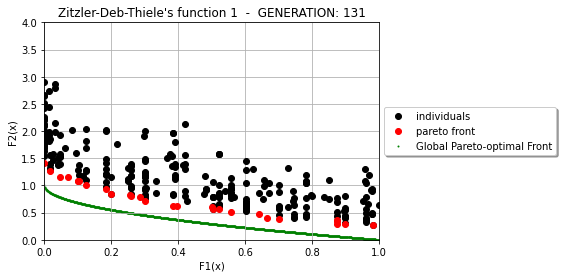 Zitzler-Deb-Thiele's function 1 - GENERATION: 131
4.0
3.5
3.0
2.5
2.0
1.5
1.0
0.5
0.0
F2(x)
0.0 0.2 0.4 0.6 0.8 1.0
F1(x)
individuals
pareto front
Global Pareto-optimal Front